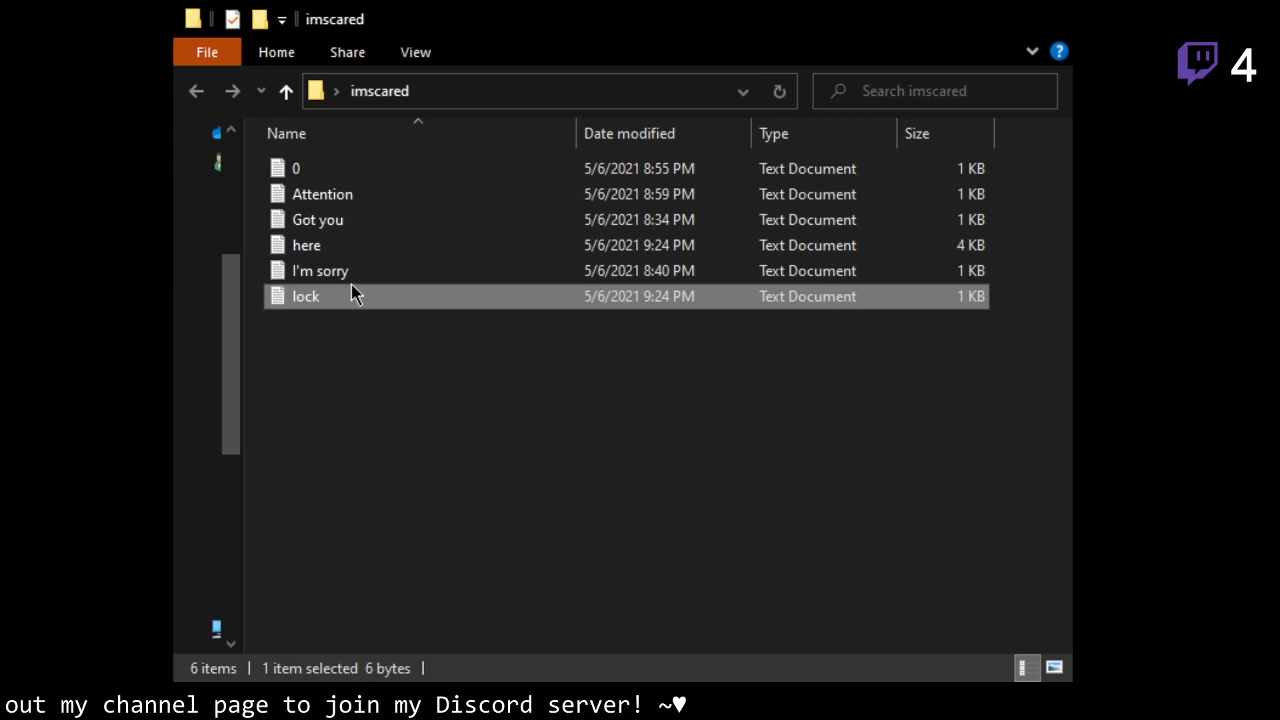 imscared
File Home Share View
4
imscared
Search imscared
Name Date modified Type Size
0 5/6/2021 8:55 PM Text Document 1 KB
Attention 5/6/2021 8:59 PM Text Document 1 KB
Got you 5/6/2021 8:34 PM Text Document 1 KB
here 5/6/2021 9:24 PM Text Document 4 KB
I'm sorry 5/6/2021 8:40 PM Text Document 1 KB
lock 5/6/2021 9:24 PM Text Document 1 KB
6 items 1 item selected 6 bytes
out my channel page to join my Discord server! ~♥